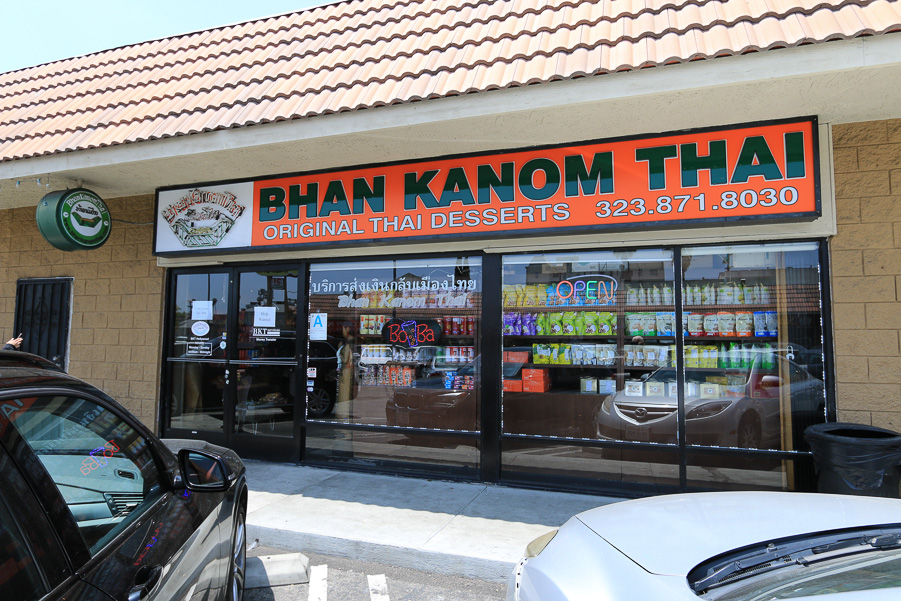 BHAN KANOM THAI
ORIGINAL THAI DESSERTS 323.871.8030
บริการส่งเงินกลับเมืองไทย
Bhan Kanom Thai
OPEN
BoBa
A
BKT